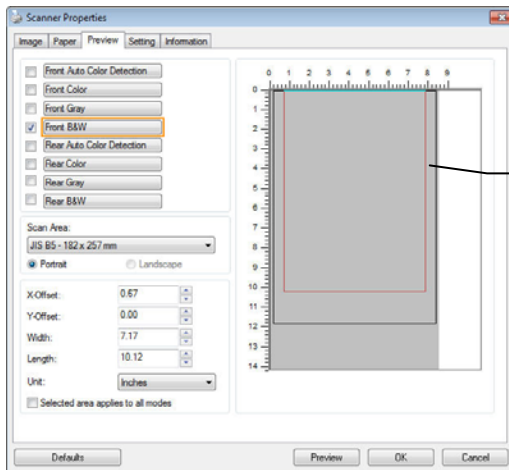 Scanner Properties
Image Paper Preview Setting Information
Front Auto Color Detection
Front Color
Front Gray
Front B&W
Rear Auto Color Detection
Rear Color
Rear Gray
Rear B&W
Scan Area:
JIS B5 - 182 x 257 mm
Portrait Landscape
X-Offset: 0.67
Y-Offset: 0.00
Width: 7.17
Length: 10.12
Unit: Inches
Selected area applies to all modes
0 1 2 3 4 5 6 7 8 9
0
1
2
3
4
5
6
7
8
9
10
11
12
13
14
Defaults Preview OK Cancel